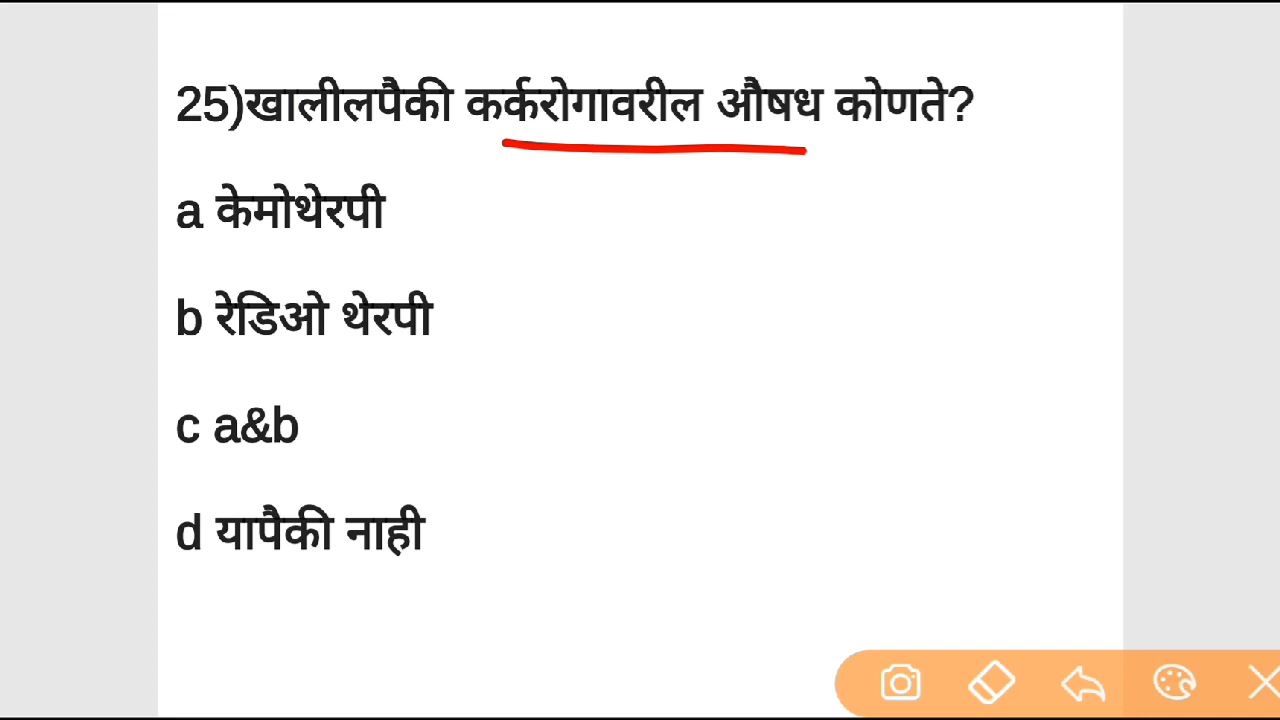 25)खालीलपैकी कर्करोगावरील औषध कोणते?
a केमोथेरपी
b रेडिओ थेरपी
c a&b
d यापैकी नाही